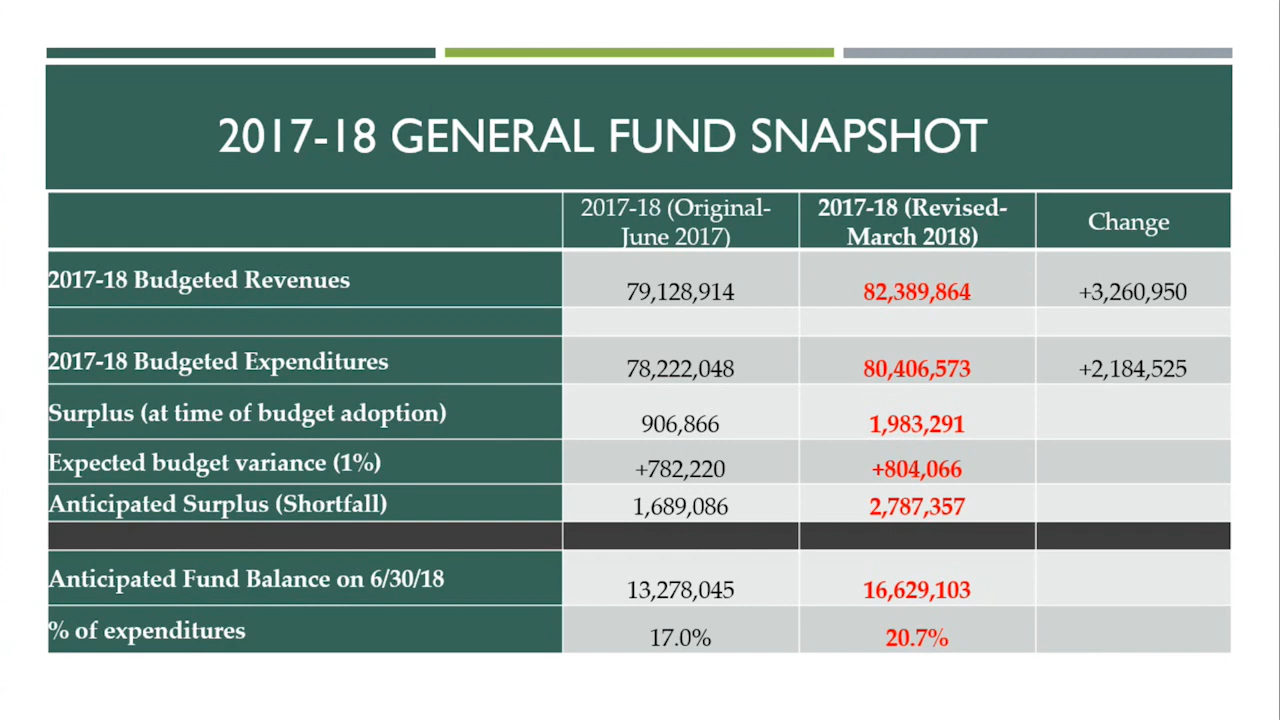 2017-18 GENERAL FUND SNAPSHOT
2017-18 (Original-
June 2017)
2017-18 (Revised-
March 2018)
Change
2017-18 Budgeted Revenues 79,128,914 82,389,864 +3,260,950
2017-18 Budgeted Expenditures 78,222,048 80,406,573 +2,184,525
Surplus (at time of budget adoption) 906,866 1,983,291
Expected budget variance (1%) +782,220 +804,066
Anticipated Surplus (Shortfall) 1,689,086 2,787,357
Anticipated Fund Balance on 6/30/18 13,278,045 16,629,103
% of expenditures 17.0% 20.7%